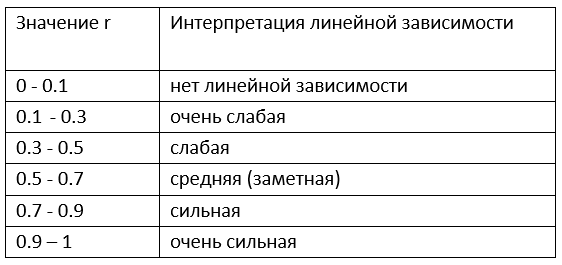 Значение r Интерпретация линейной зависимости
0 - 0.1 нет линейной зависимости
0.1 - 0.3 очень слабая
0.3 - 0.5 слабая
0.5 - 0.7 средняя (заметная)
0.7 - 0.9 сильная
0.9 – 1 очень сильная